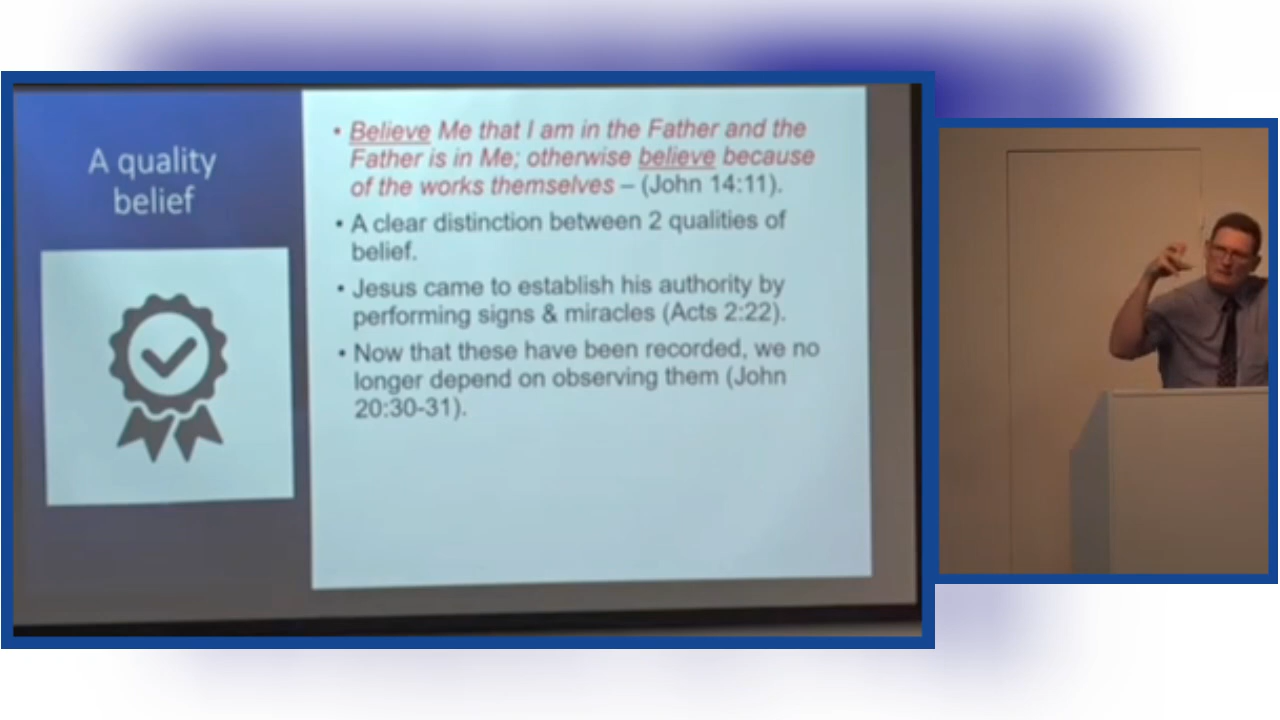 A quality
belief
• Believe Me that I am in the Father and the
Father is in Me; otherwise believe because
of the works themselves – (John 14:11).
• A clear distinction between 2 qualities of
belief.
• Jesus came to establish his authority by
performing signs & miracles (Acts 2:22).
• Now that these have been recorded, we no
longer depend on observing them (John
20:30-31).